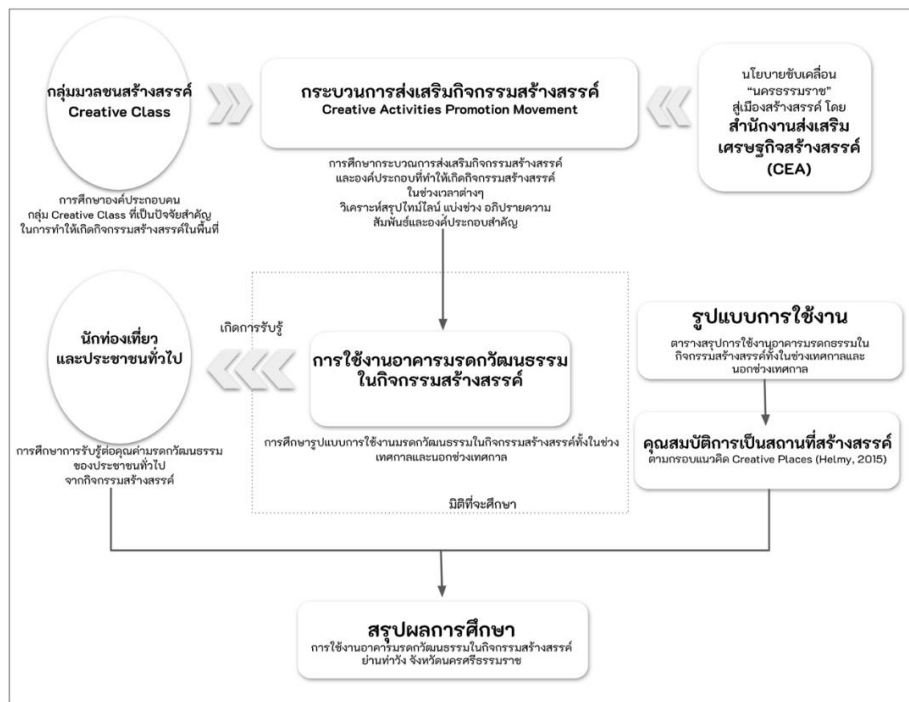 กลุ่มมวลชนสร้างสรรค์
Creative Class
การศึกษาองค์ประกอบคน
กลุ่ม Creative Class ที่เป็นปัจจัยสำคัญ
ในการทำให้เกิดกิจกรรมสร้างสรรค์ในพื้นที่
กระบวนการส่งเสริมกิจกรรมสร้างสรรค์
Creative Activities Promotion Movement
การศึกษากระบวณการส่งเสริมกิจกรรมสร้างสรรค์
และองค์ประกอบที่ทำให้เกิดกิจกรรมสร้างสรรค์
ในช่วงเวลาต่างๆ
วิเคราะห์สรุปไทม์ไลน์ แบ่งช่วง อภิปรายความ
สัมพันธ์และองค์ประกอบสำคัญ
นโยบายขับเคลื่อน
“นครธรรมราช”
สู่เมืองสร้างสรรค์ โดย
สำนักงานส่งเสริม
เศรษฐกิจสร้างสรรค์
(CEA)
นักท่องเที่ยว
และประชาชนทั่วไป
การศึกษาการรับรู้ต่อคุณค่ามรดกวัฒนธรรม
ของประชาชนทั่วไป
จากกิจกรรมสร้างสรรค์
เกิดการรับรู้
การใช้งานอาคารมรดกวัฒนธรรม
ในกิจกรรมสร้างสรรค์
การศึกษารูปแบบการใช้งานมรดกวัฒนธรรมในกิจกรรมสร้างสรรค์ทั้งในช่วง
เทศกาลและนอกช่วงเทศกาล
มิติที่จะศึกษา
รูปแบบการใช้งาน
ตารางสรุปการใช้งานอาคารมรดกธรรมใน
กิจกรรมสร้างสรรค์ทั้งในช่วงเทศกาลและ
นอกช่วงเทศกาล
คุณสมบัติการเป็นสถานที่สร้างสรรค์
ตามกรอบแนวคิด Creative Places (Helmy, 2015)
สรุปผลการศึกษา
การใช้งานอาคารมรดกวัฒนธรรมในกิจกรรมสร้างสรรค์
ย่านท่าวัง จังหวัดนครศรีธรรมราช